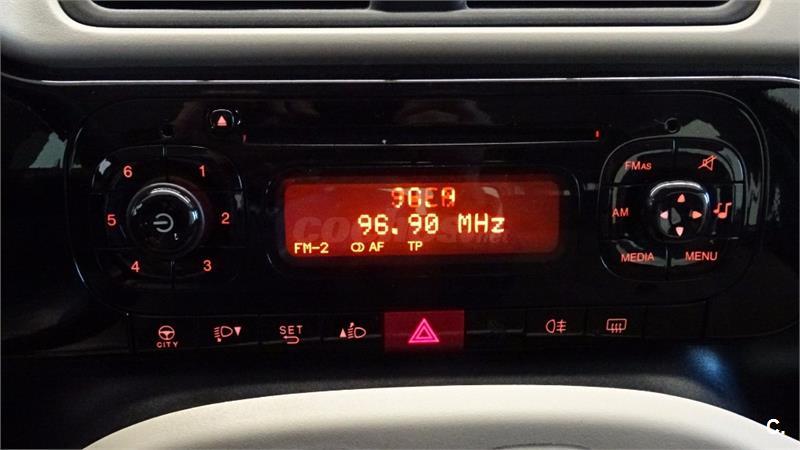 6 1
5 2
4 3
96.90 MHz
FM-2 AF TP
FMAS
AM
MEDIA MENU
CITY
SET